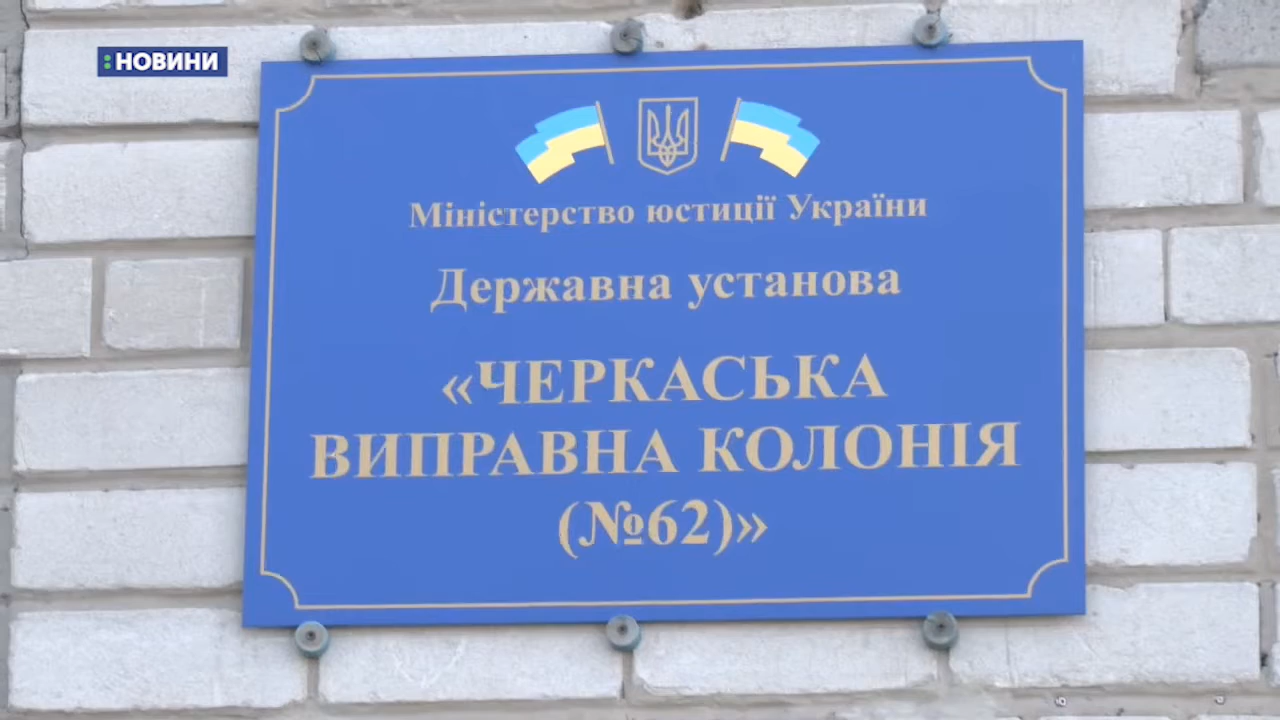 :НОВИНИ
Міністерство юстиції України
Державна установа
«ЧЕРКАСЬКА
ВИПРАВНА КОЛОНІЯ
(№62)»